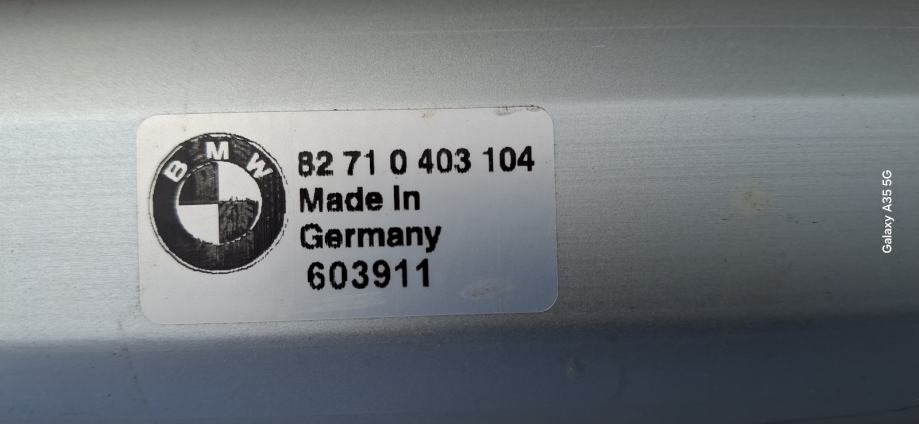 BMW
82 71 0 403 104
Made In
Germany
603911
Galaxy A35 5G